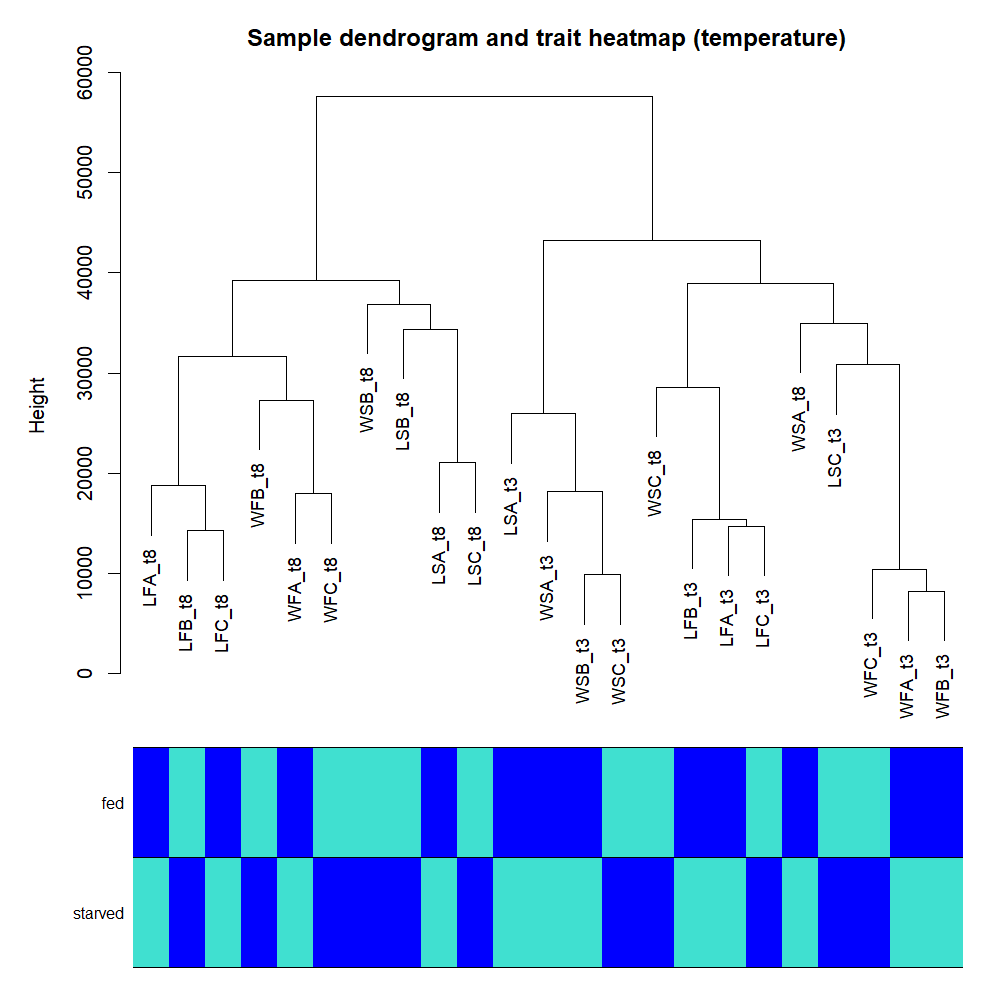 Sample dendrogram and trait heatmap (temperature)
Height
60000
50000
40000
30000
20000
10000
0
LFA_t8
LFB_t8
LFC_t8
WFB_t8
WFA_t8
WFC_t8
WSB_t8
LSB_t8
LSA_t8
LSC_t8
LSA_t3
WSA_t3
WSB_t3
WSC_t3
WSC_t8
LFB_t3
LFA_t3
LFC_t3
WSA_t8
LSC_t3
WFC_t3
WFA_t3
WFB_t3
fed
starved